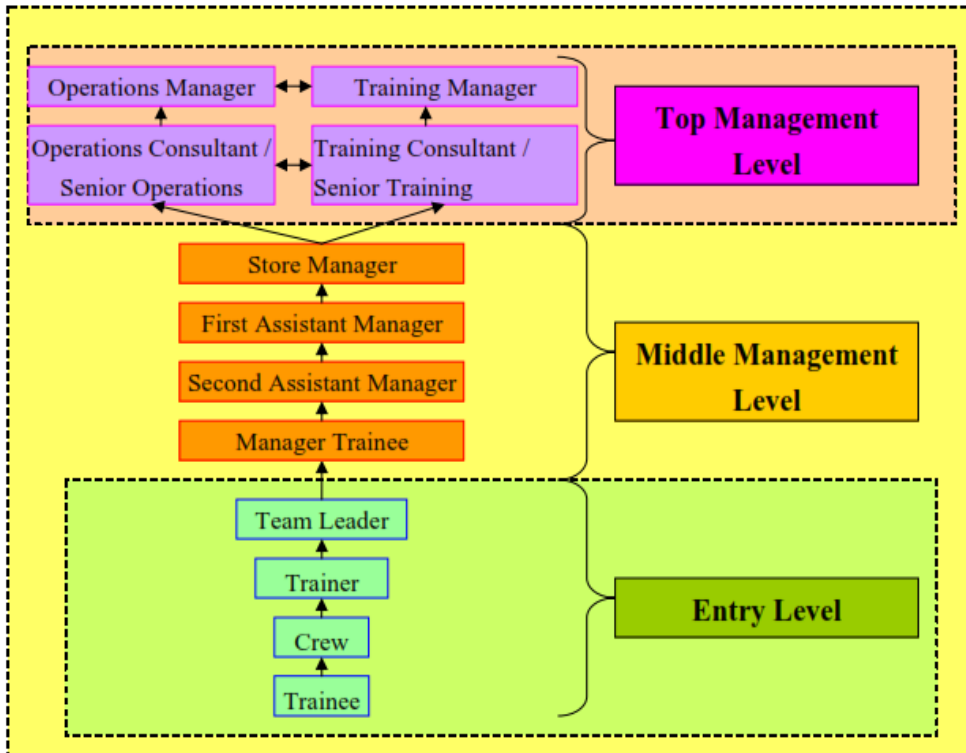 Operations Manager
Training Manager
Operations Consultant /
Senior Operations
Training Consultant /
Senior Training
Top Management
Level
Store Manager
First Assistant Manager
Second Assistant Manager
Manager Trainee
Middle Management
Level
Team Leader
Trainer
Crew
Trainee
Entry Level